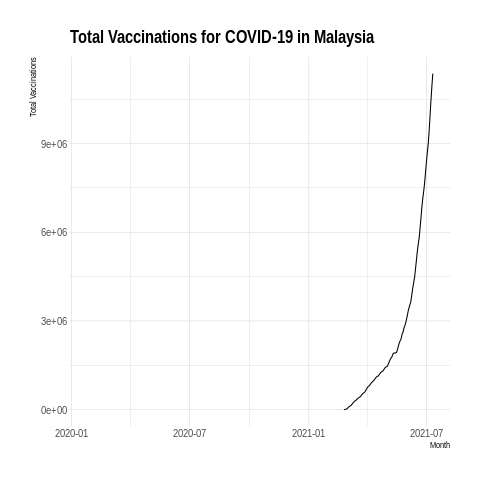 Total Vaccinations for COVID-19 in Malaysia
Total Vaccinations
9e+06
6e+06
3e+06
0e+00
2020-01 2020-07 2021-01 2021-07
Month